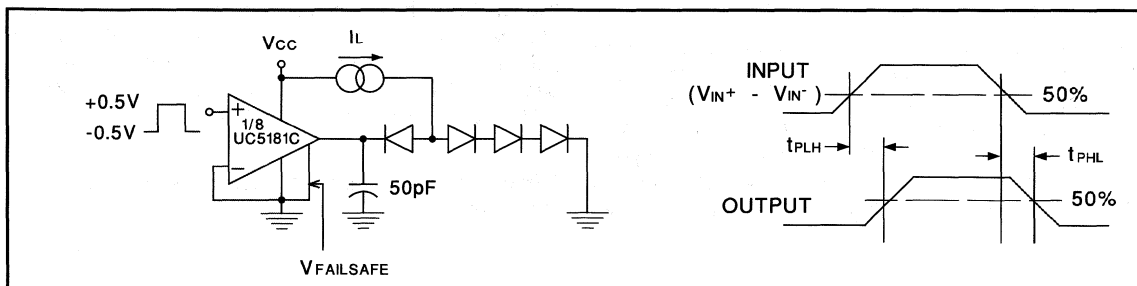 VCC
IL
+0.5V
-0.5V
+
1/8
UC5181C
-
50pF
VFAILSAFE
INPUT
(VIN+ - VIN-)
50%
tPLH
tPHL
OUTPUT
50%